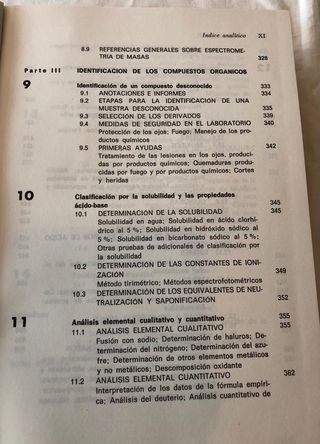 Indice analítico XI
8.9 REFERENCIAS GENERALES SOBRE ESPECTROME-
TRIA DE MASAS 328
Parte III IDENTIFICACION DE LOS COMPUESTOS ORGANICOS
9 Identificación de un compuesto desconocido 333
9.1 ANOTACIONES E INFORMES 334
9.2 ETAPAS PARA LA IDENTIFICACION DE UNA
MUESTRA DESCONOCIDA 335
9.3 SELECCION DE LOS DERIVADOS 339
9.4 MEDIDAS DE SEGURIDAD EN EL LABORATORIO 340
Protección de los ojos; Fuego; Manejo de los pro-
ductos químicos
9.5 PRIMERAS AYUDAS 342
Tratamiento de las lesiones en los ojos, produci-
das por productos químicos; Quemaduras produci-
das por fuego y por productos químicos; Cortes
y heridas
10 Clasificación por la solubilidad y las propiedades
ácido-base 345
10.1 DETERMINACION DE LA SOLUBILIDAD 345
Solubilidad en agua; Solubilidad en ácido clorhí-
drico al 5 %; Solubilidad en hidróxido sódico al
5 %; Solubilidad en bicarbonato sódico al 5 %;
Otras pruebas de adicionales de clasificación por
la solubilidad
10.2 DETERMINACION DE LAS CONSTANTES DE IONI-
ZACION 349
Método tirimétrico; Métodos espectrofotométricos
10.3 DETERMINACION DE LOS EQUIVALENTES DE NEU-
TRALIZACION Y SAPONIFICACION 352
11 Análisis elemental cualitativo y cuantitativo 355
11.1 ANALISIS ELEMENTAL CUALITATIVO 355
Fusión con sodio; Determinación de haluros; De-
terminación del nitrógeno; Determinación del azu-
fre; Determinación de otros elementos metálicos
y no metálicos; Descomposición oxidante
11.2 ANALISIS ELEMENTAL CUANTITATIVO 362
Interpretación de los datos de la fórmula empíri-
ca; Análisis del deuterio; Análisis cuantitativo de